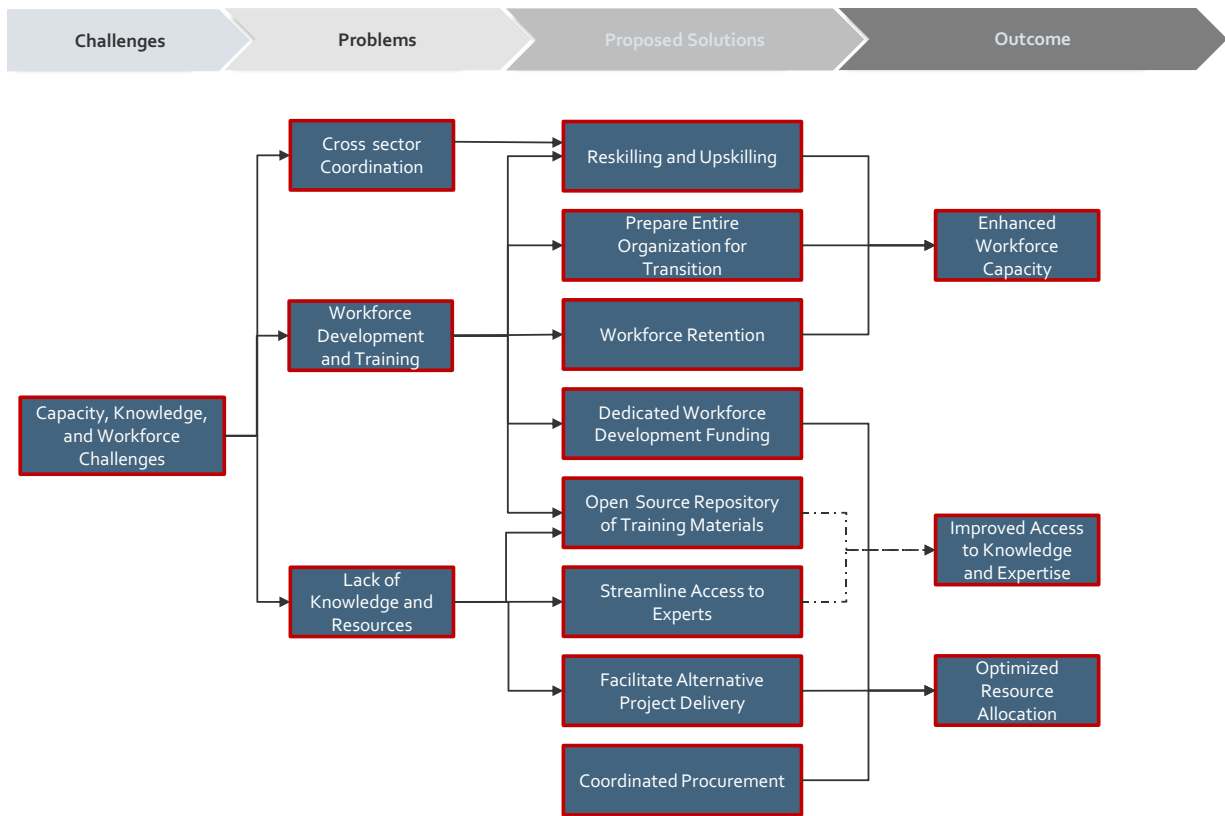 Challenges
Problems
Proposed Solutions
Outcome
Cross sector
Coordination
Reskilling and Upskilling
Prepare Entire
Organization for
Transition
Enhanced
Workforce
Capacity
Workforce
Development
and Training
Workforce Retention
Capacity, Knowledge,
and Workforce
Challenges
Dedicated Workforce
Development Funding
Open Source Repository
of Training Materials
Improved Access
to Knowledge
and Expertise
Lack of
Knowledge and
Resources
Streamline Access to
Experts
Facilitate Alternative
Project Delivery
Optimized
Resource
Allocation
Coordinated Procurement